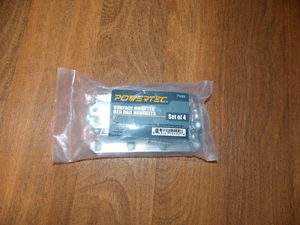 POWERTEC
SURFACE MOUNTED
BED RAIL BRACKETS
Set of 4